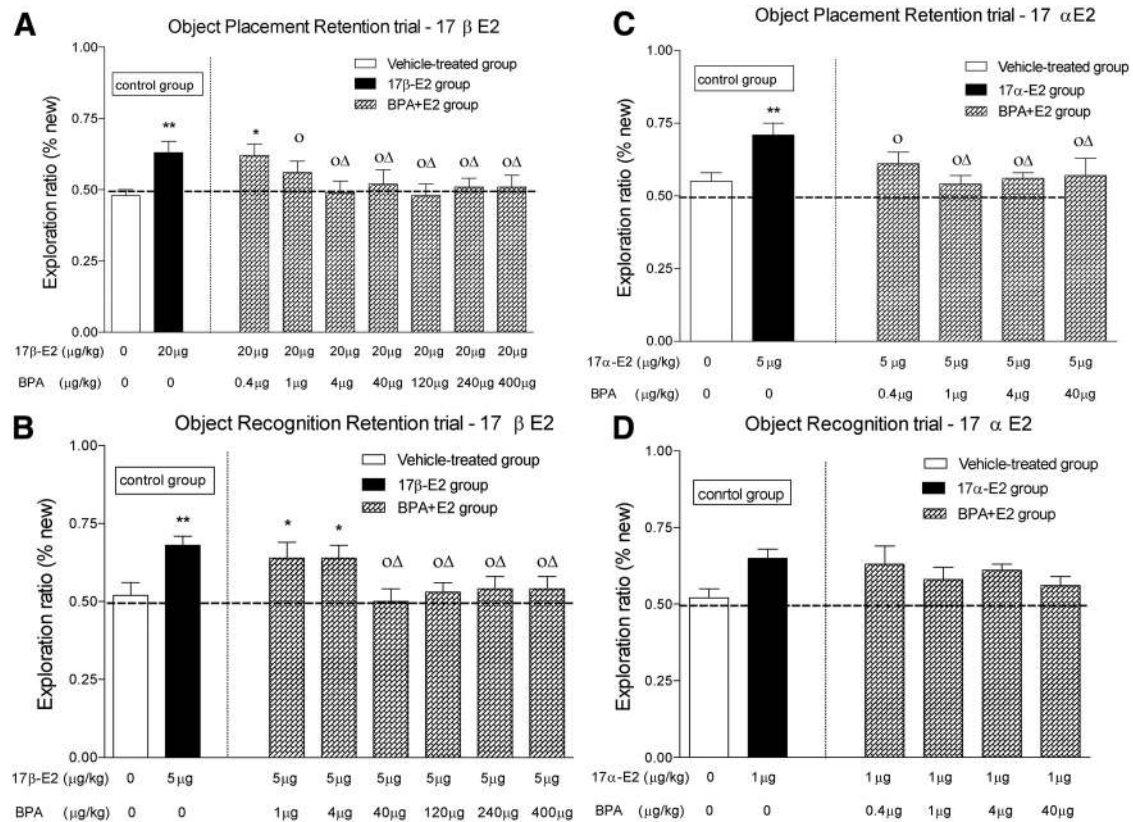 A
Object Placement Retention trial - 17 β E2
Exploration ratio (% new)
1.00
0.75
0.50
0.25
0.00
control group
Vehicle-treated group
17β-E2 group
BPA+E2 group
** * o oΔ oΔ oΔ oΔ oΔ
17β-E2 (μg/kg) 0 20μg 20μg 20μg 20μg 20μg 20μg 20μg 20μg
BPA (μg/kg) 0 0 0.4μg 1μg 4μg 40μg 120μg 240μg 400μg
B
Object Recognition Retention trial - 17 β E2
Exploration ratio (% new)
1.00
0.75
0.50
0.25
0.00
control group
Vehicle-treated group
17β-E2 group
BPA+E2 group
** * * oΔ oΔ oΔ oΔ
17β-E2 (μg/kg) 0 5μg 5μg 5μg 5μg 5μg 5μg 5μg
BPA (μg/kg) 0 0 1μg 4μg 40μg 120μg 240μg 400μg
C
Object Placement Retention trial - 17 αE2
Exploration ratio (% new)
1.00
0.75
0.50
0.25
0.00
control group
Vehicle-treated group
17α-E2 group
BPA+E2 group
** o oΔ oΔ oΔ
17α-E2 (μg/kg) 0 5μg 5μg 5μg 5μg 5μg
BPA (μg/kg) 0 0 0.4μg 1μg 4μg 40μg
D
Object Recognition trial - 17 α E2
Exploration ratio (% new)
1.00
0.75
0.50
0.25
0.00
conrtol group
Vehicle-treated group
17α-E2 group
BPA+E2 group
17α-E2 (μg/kg) 0 1μg 1μg 1μg 1μg 1μg
BPA (μg/kg) 0 0 0.4μg 1μg 4μg 40μg